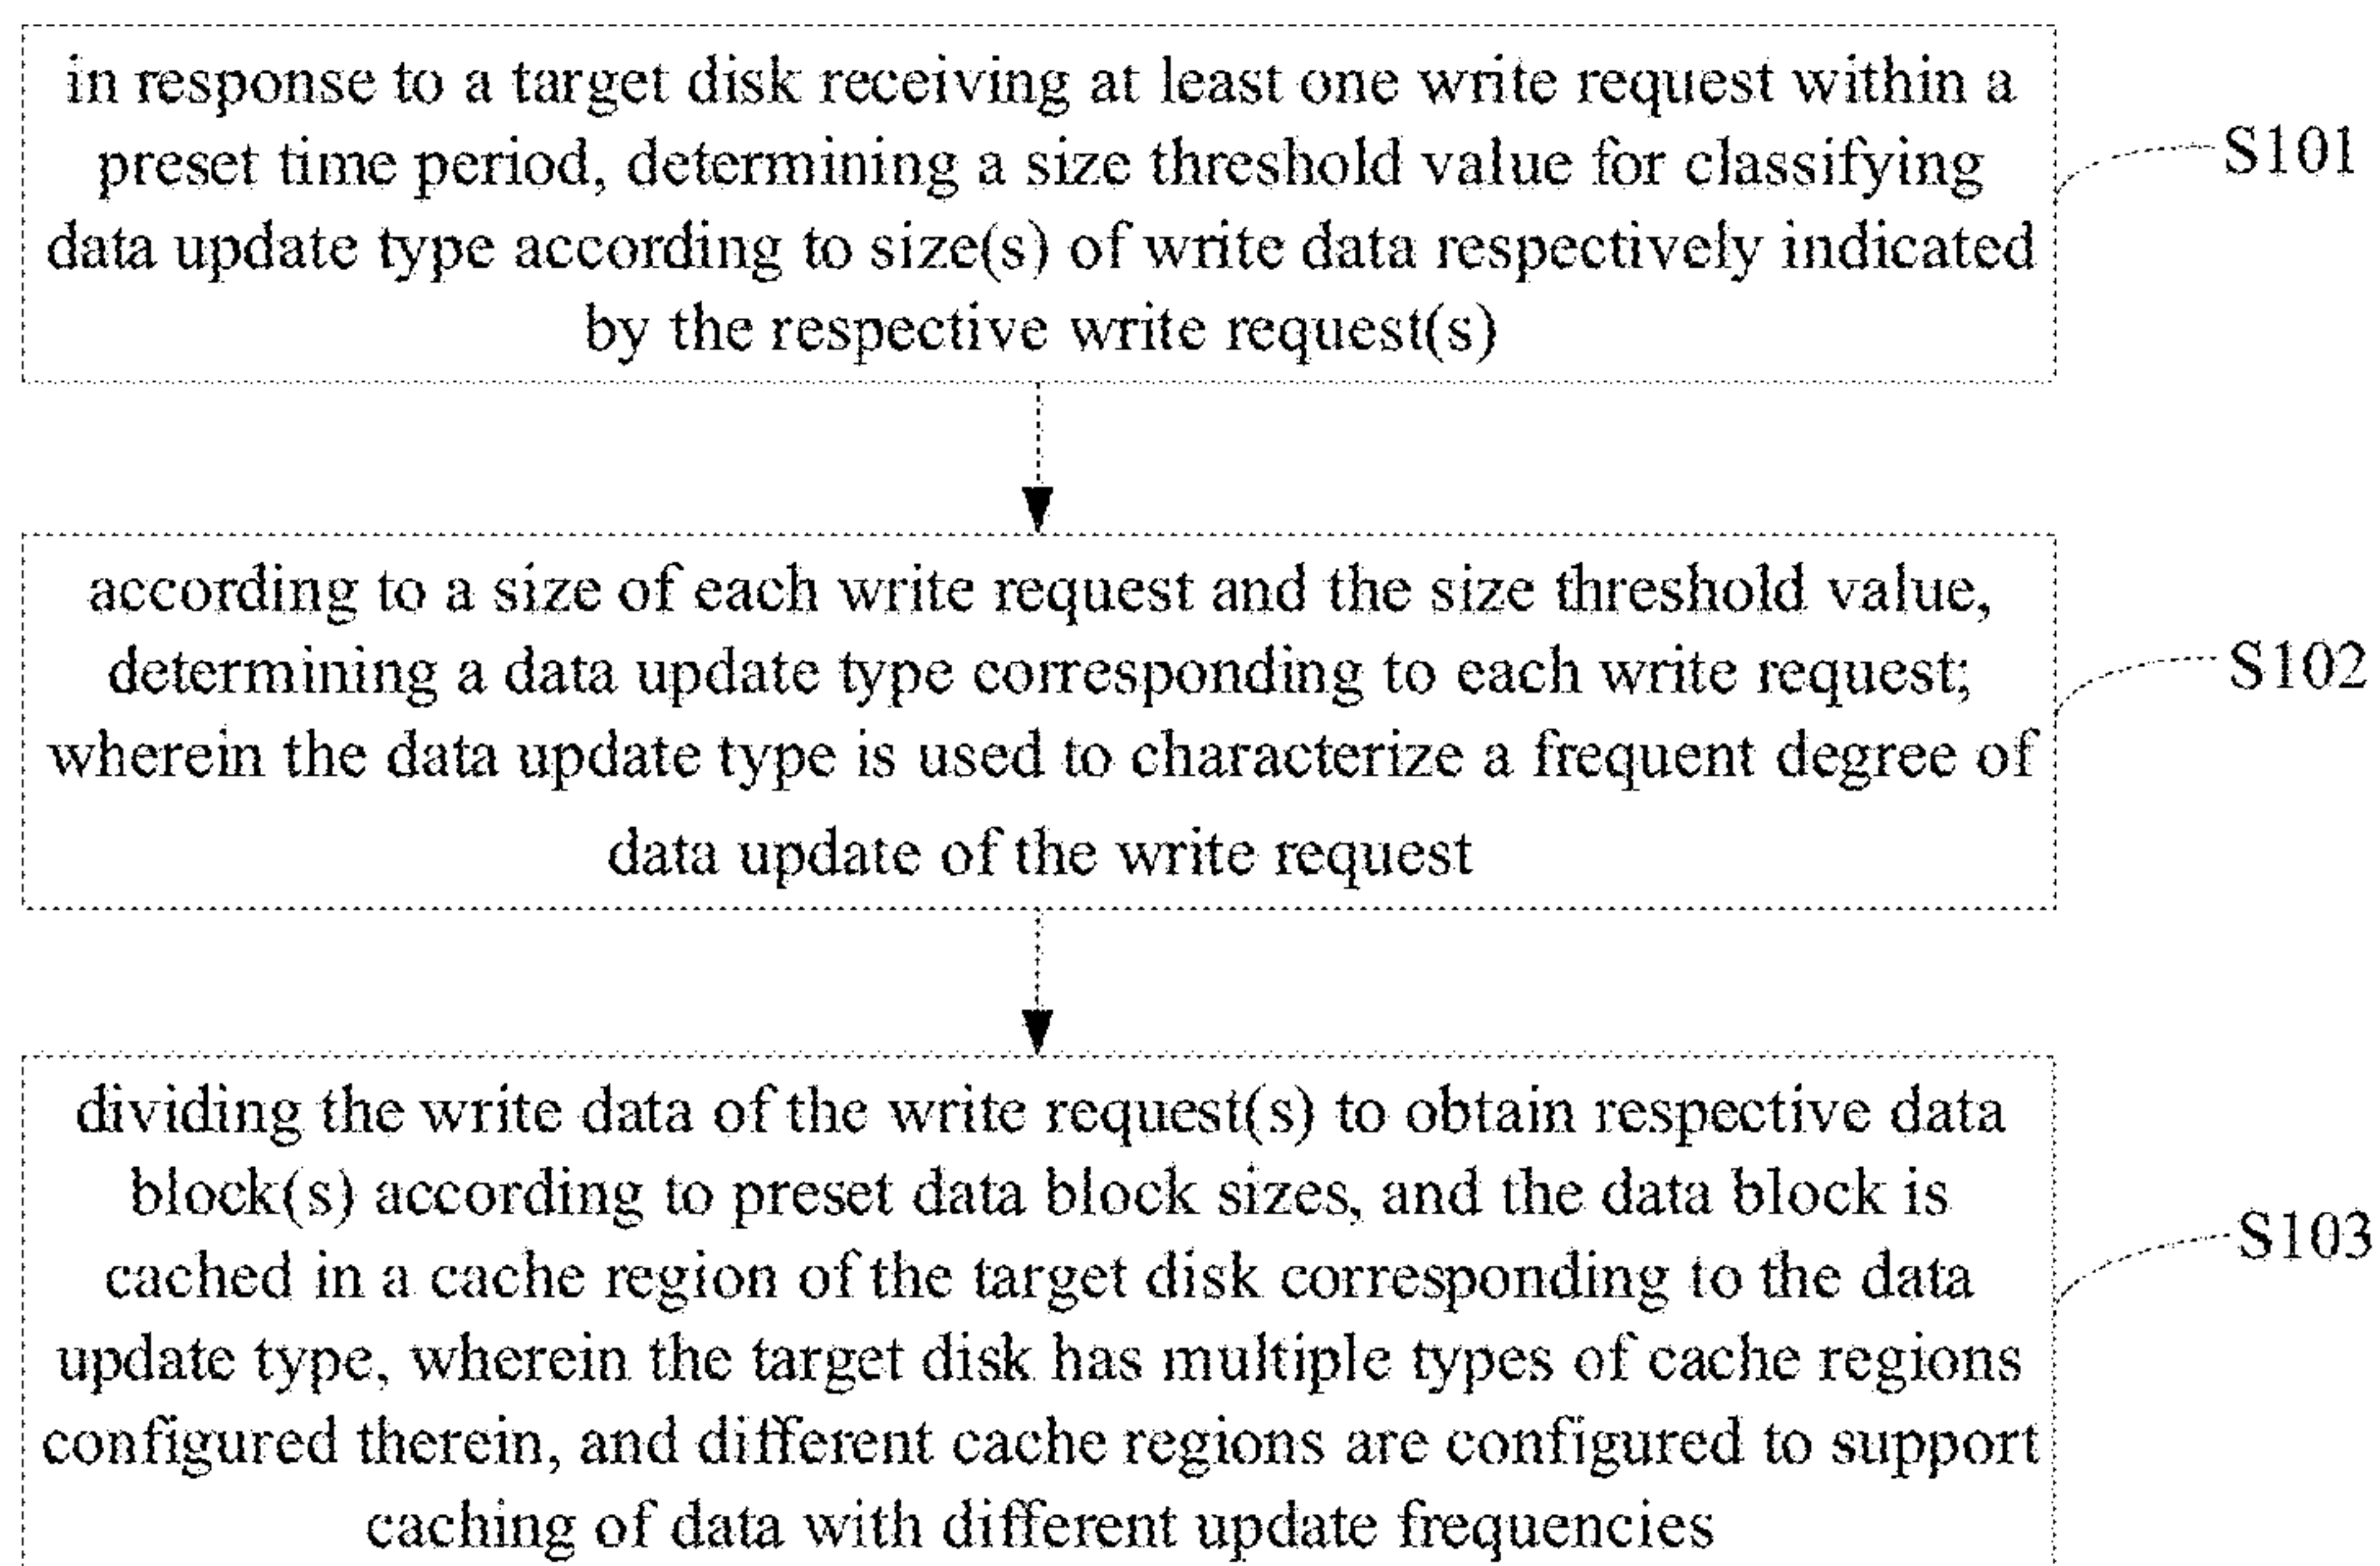 in response to a target disk receiving at least one write request within a
preset time period, determining a size threshold value for classifying
data update type according to size(s) of write data respectively indicated
by the respective write request(s)
S101
according to a size of each write request and the size threshold value,
determining a data update type corresponding to each write request;
wherein the data update type is used to characterize a frequent degree of
data update of the write request
S102
dividing the write data of the write request(s) to obtain respective data
block(s) according to preset data block sizes, and the data block is
cached in a cache region of the target disk corresponding to the data
update type, wherein the target disk has multiple types of cache regions
configured therein, and different cache regions are configured to support
caching of data with different update frequencies
S103